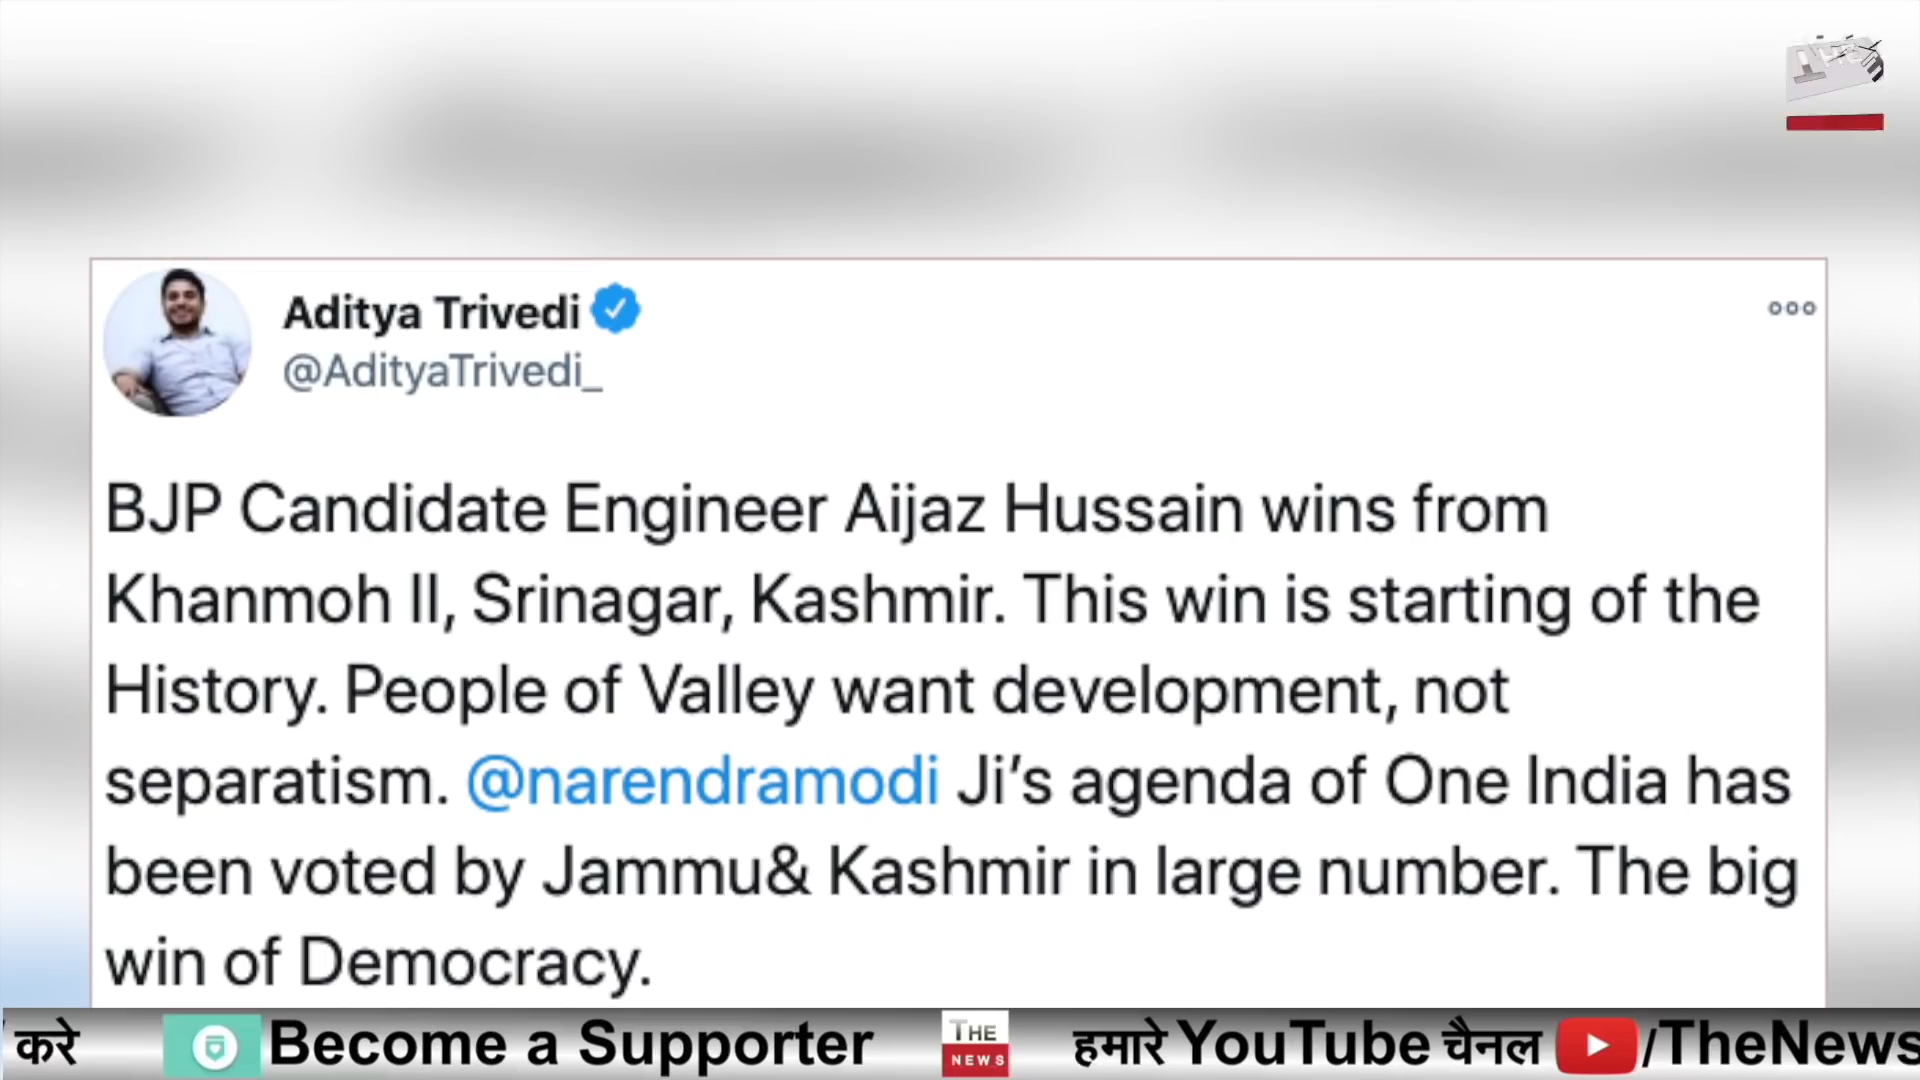 Aditya Trivedi
@AdityaTrivedi_
BJP Candidate Engineer Aijaz Hussain wins from
Khanmoh II, Srinagar, Kashmir. This win is starting of the
History. People of Valley want development, not
separatism. @narendramodi Ji's agenda of One India has
been voted by Jammu& Kashmir in large number. The big
win of Democracy.
करे Become a Supporter THE NEWS हमारे YouTube चैनल /TheNews